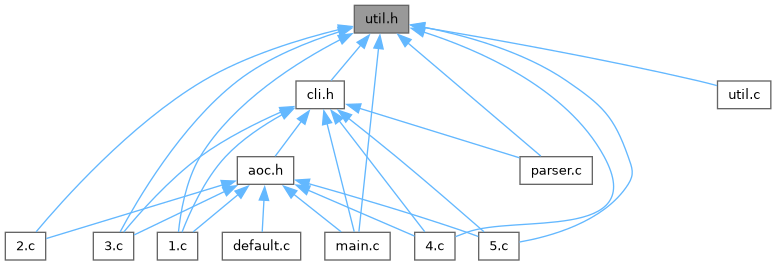 util.h
cli.h
util.c
aoc.h
parser.c
2.c
3.c
1.c
default.c
main.c
4.c
5.c